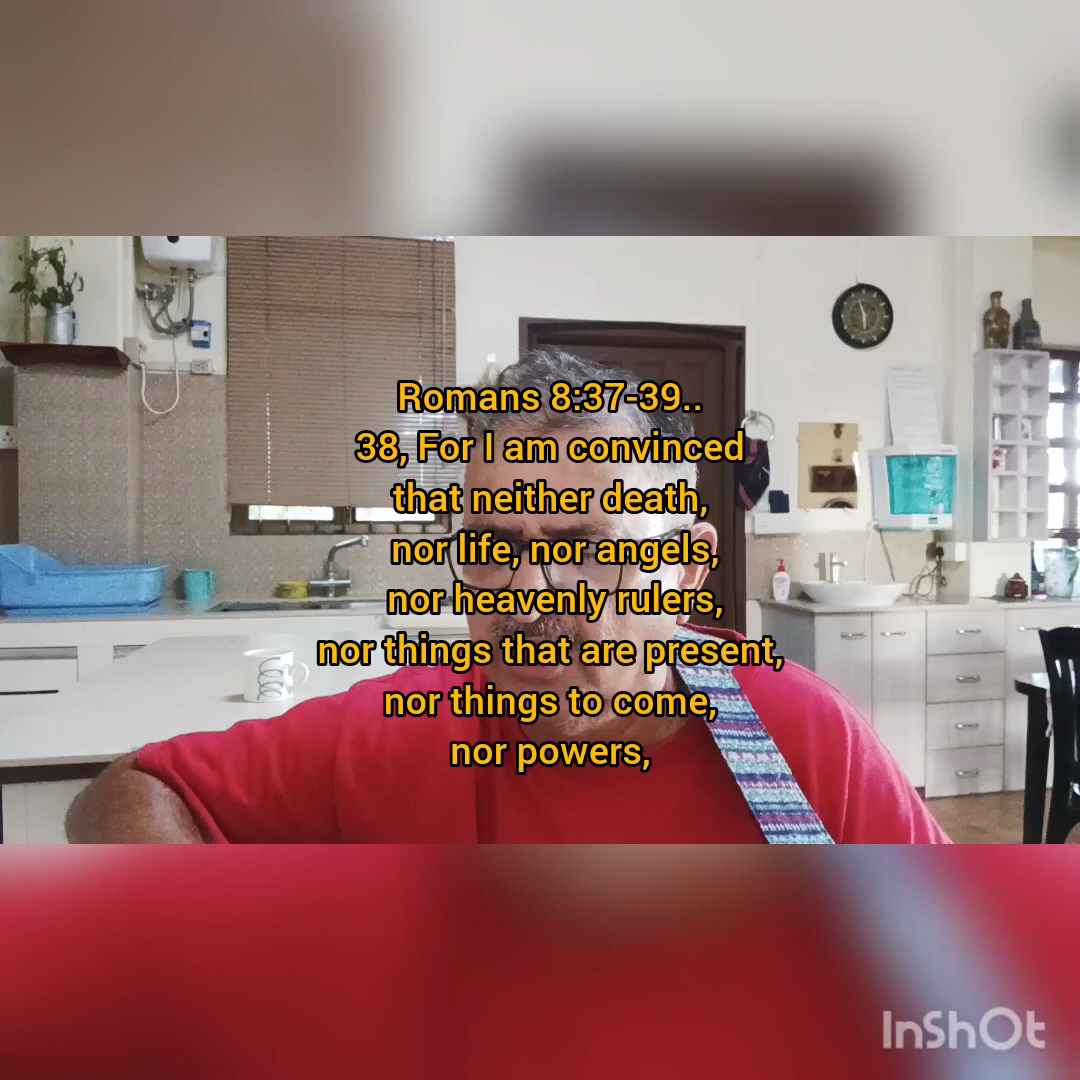 Romans 8:37-39..
38, For I am convinced
that neither death,
nor life, nor angels,
nor heavenly rulers,
nor things that are present,
nor things to come,
nor powers,
InShOt